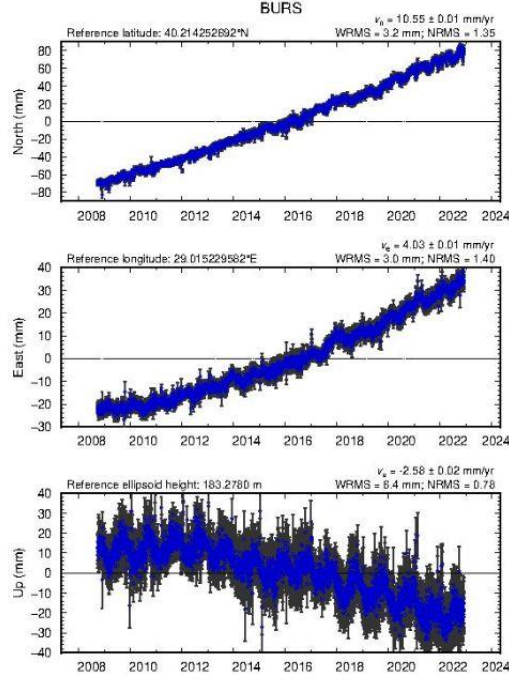 BURS
vn = 10.55 ± 0.01 mm/yr
Reference latitude: 40.214252692°N WRMS = 3.2 mm; NRMS = 1.35
80
60
40
20
0
−20
−40
−60
−80
North (mm)
2008 2010 2012 2014 2016 2018 2020 2022 2024
ve = 4.03 ± 0.01 mm/yr
Reference longitude: 29.015229582°E WRMS = 3.0 mm; NRMS = 1.40
40
30
20
10
0
−10
−20
−30
East (mm)
2008 2010 2012 2014 2016 2018 2020 2022 2024
vu = -2.58 ± 0.02 mm/yr
Reference ellipsoid height: 183.2780 m WRMS = 6.4 mm; NRMS = 0.78
40
30
20
10
0
−10
−20
−30
−40
Up (mm)
2008 2010 2012 2014 2016 2018 2020 2022 2024